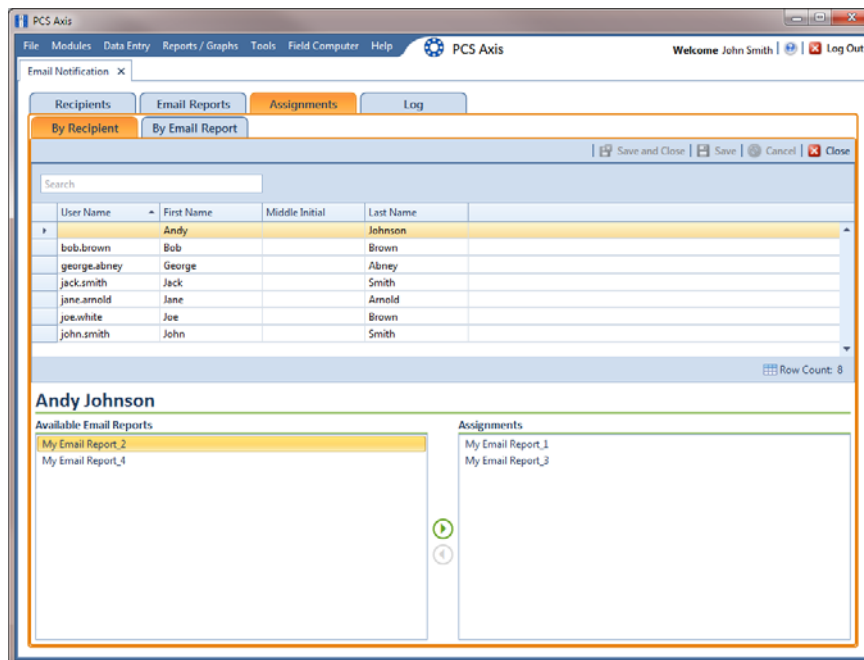 PCS Axis
File Modules Data Entry Reports / Graphs Tools Field Computer Help PCS Axis Welcome John Smith Log Out
Email Notification X
Recipients Email Reports Assignments Log
By Recipient By Email Report
Save and Close Save Cancel Close
Search
User Name First Name Middle Initial Last Name
Andy Johnson
bob.brown Bob Brown
george.abney George Abney
jack.smith Jack Smith
jane.arnold Jane Arnold
joe.white Joe Brown
john.smith John Smith
Row Count: 8
Andy Johnson
Available Email Reports Assignments
My Email Report_2 My Email Report_1
My Email Report_4 My Email Report_3